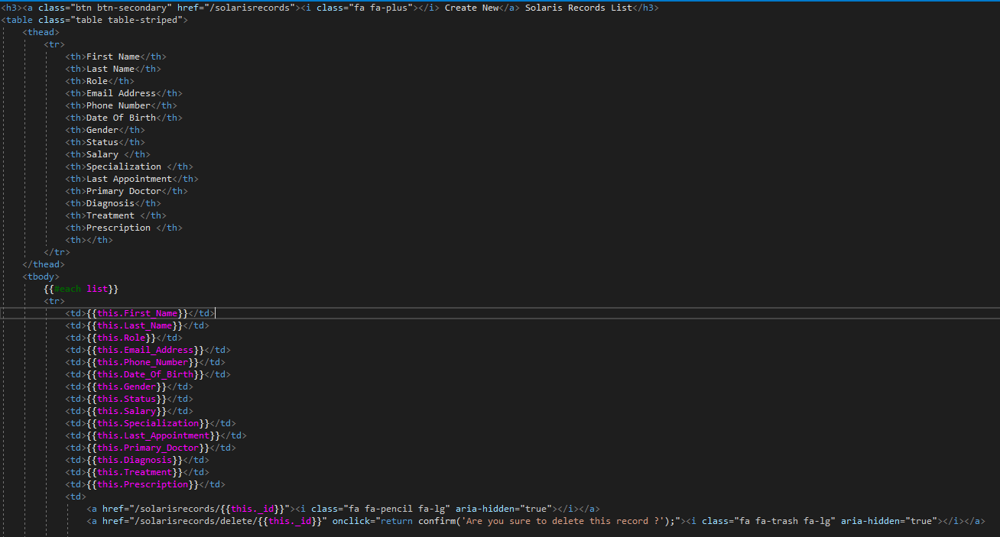 <h3><a class="btn btn-secondary" href="/solarisrecords"><i class="fa fa-plus"></i> Create New</a> Solaris Records List</h3>
<table class="table table-striped">
<thead>
<tr>
<th>First Name</th>
<th>Last Name</th>
<th>Role</th>
<th>Email Address</th>
<th>Phone Number</th>
<th>Date Of Birth</th>
<th>Gender</th>
<th>Status</th>
<th>Salary </th>
<th>Specialization </th>
<th>Last Appointment</th>
<th>Primary Doctor</th>
<th>Diagnosis</th>
<th>Treatment </th>
<th>Prescription </th>
<th></th>
</tr>
</thead>
<tbody>
{{#each list}}
<tr>
<td>{{this.First_Name}}</td>
<td>{{this.Last_Name}}</td>
<td>{{this.Role}}</td>
<td>{{this.Email_Address}}</td>
<td>{{this.Phone_Number}}</td>
<td>{{this.Date_Of_Birth}}</td>
<td>{{this.Gender}}</td>
<td>{{this.Status}}</td>
<td>{{this.Salary}}</td>
<td>{{this.Specialization}}</td>
<td>{{this.Last_Appointment}}</td>
<td>{{this.Primary_Doctor}}</td>
<td>{{this.Diagnosis}}</td>
<td>{{this.Treatment}}</td>
<td>{{this.Prescription}}</td>
<td>
<a href="/solarisrecords/{{this._id}}"><i class="fa fa-pencil fa-lg" aria-hidden="true"></i></a>
<a href="/solarisrecords/delete/{{this._id}}" onclick="return confirm('Are you sure to delete this record ?');"><i class="fa fa-trash fa-lg" aria-hidden="true"></i></a>